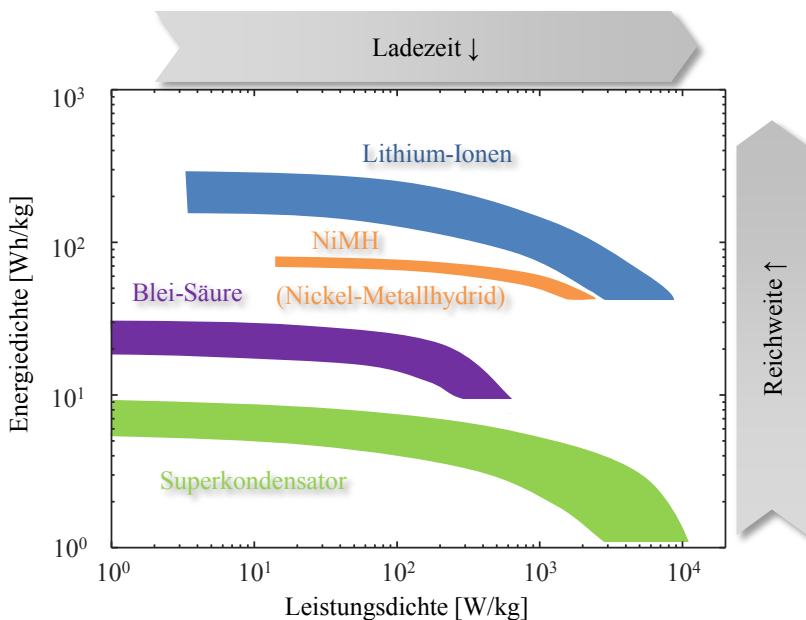 Ladezeit ↓
10³
Lithium-Ionen
NiMH
10²
Blei-Säure
(Nickel-Metallhydrid)
Energiedichte [Wh/kg]
Reichweite ↑
10¹
Superkondensator
10⁰
10⁰ 10¹ 10² 10³ 10⁴
Leistungsdichte [W/kg]